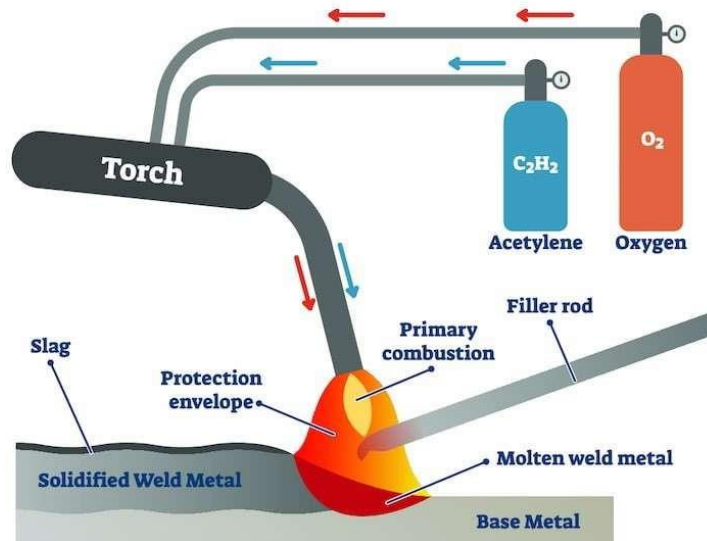 Torch
C₂H₂
O₂
Acetylene
Oxygen
Filler rod
Primary
combustion
Slag
Protection
envelope
Molten weld metal
Solidified Weld Metal
Base Metal